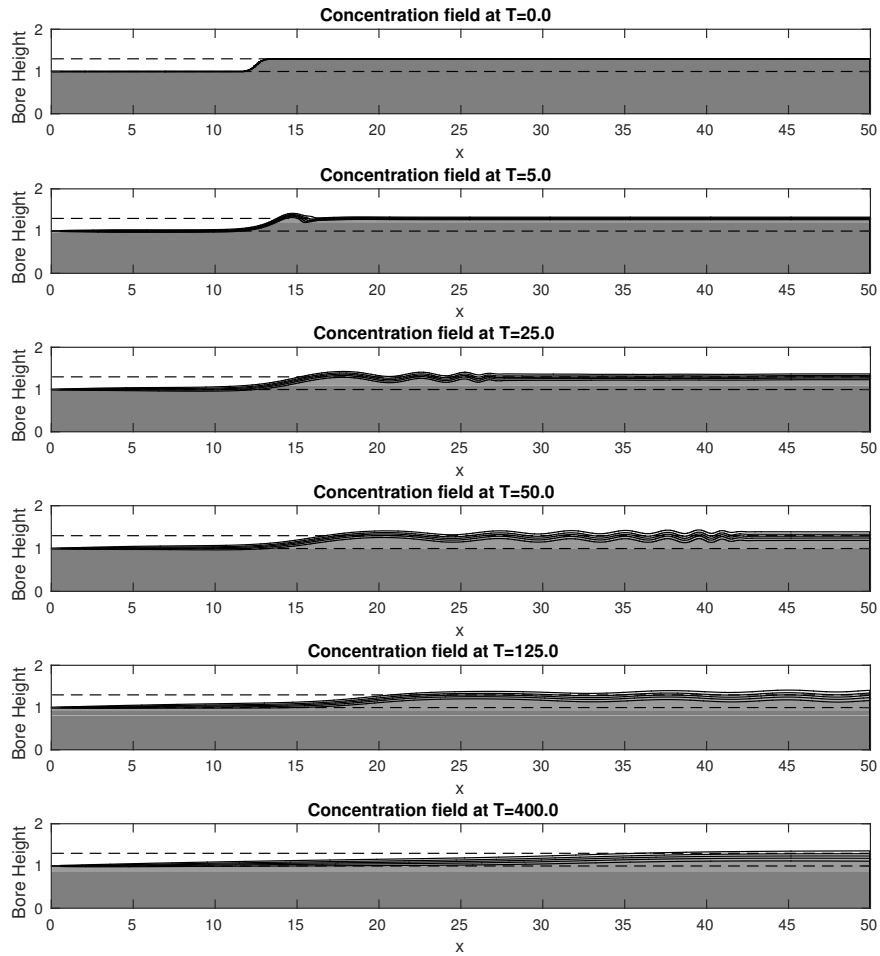 Concentration field at T=0.0
Bore Height
2
1
0
0 5 10 15 20 25 30 35 40 45 50
x
Concentration field at T=5.0
Bore Height
2
1
0
0 5 10 15 20 25 30 35 40 45 50
x
Concentration field at T=25.0
Bore Height
2
1
0
0 5 10 15 20 25 30 35 40 45 50
x
Concentration field at T=50.0
Bore Height
2
1
0
0 5 10 15 20 25 30 35 40 45 50
x
Concentration field at T=125.0
Bore Height
2
1
0
0 5 10 15 20 25 30 35 40 45 50
x
Concentration field at T=400.0
Bore Height
2
1
0
0 5 10 15 20 25 30 35 40 45 50
x